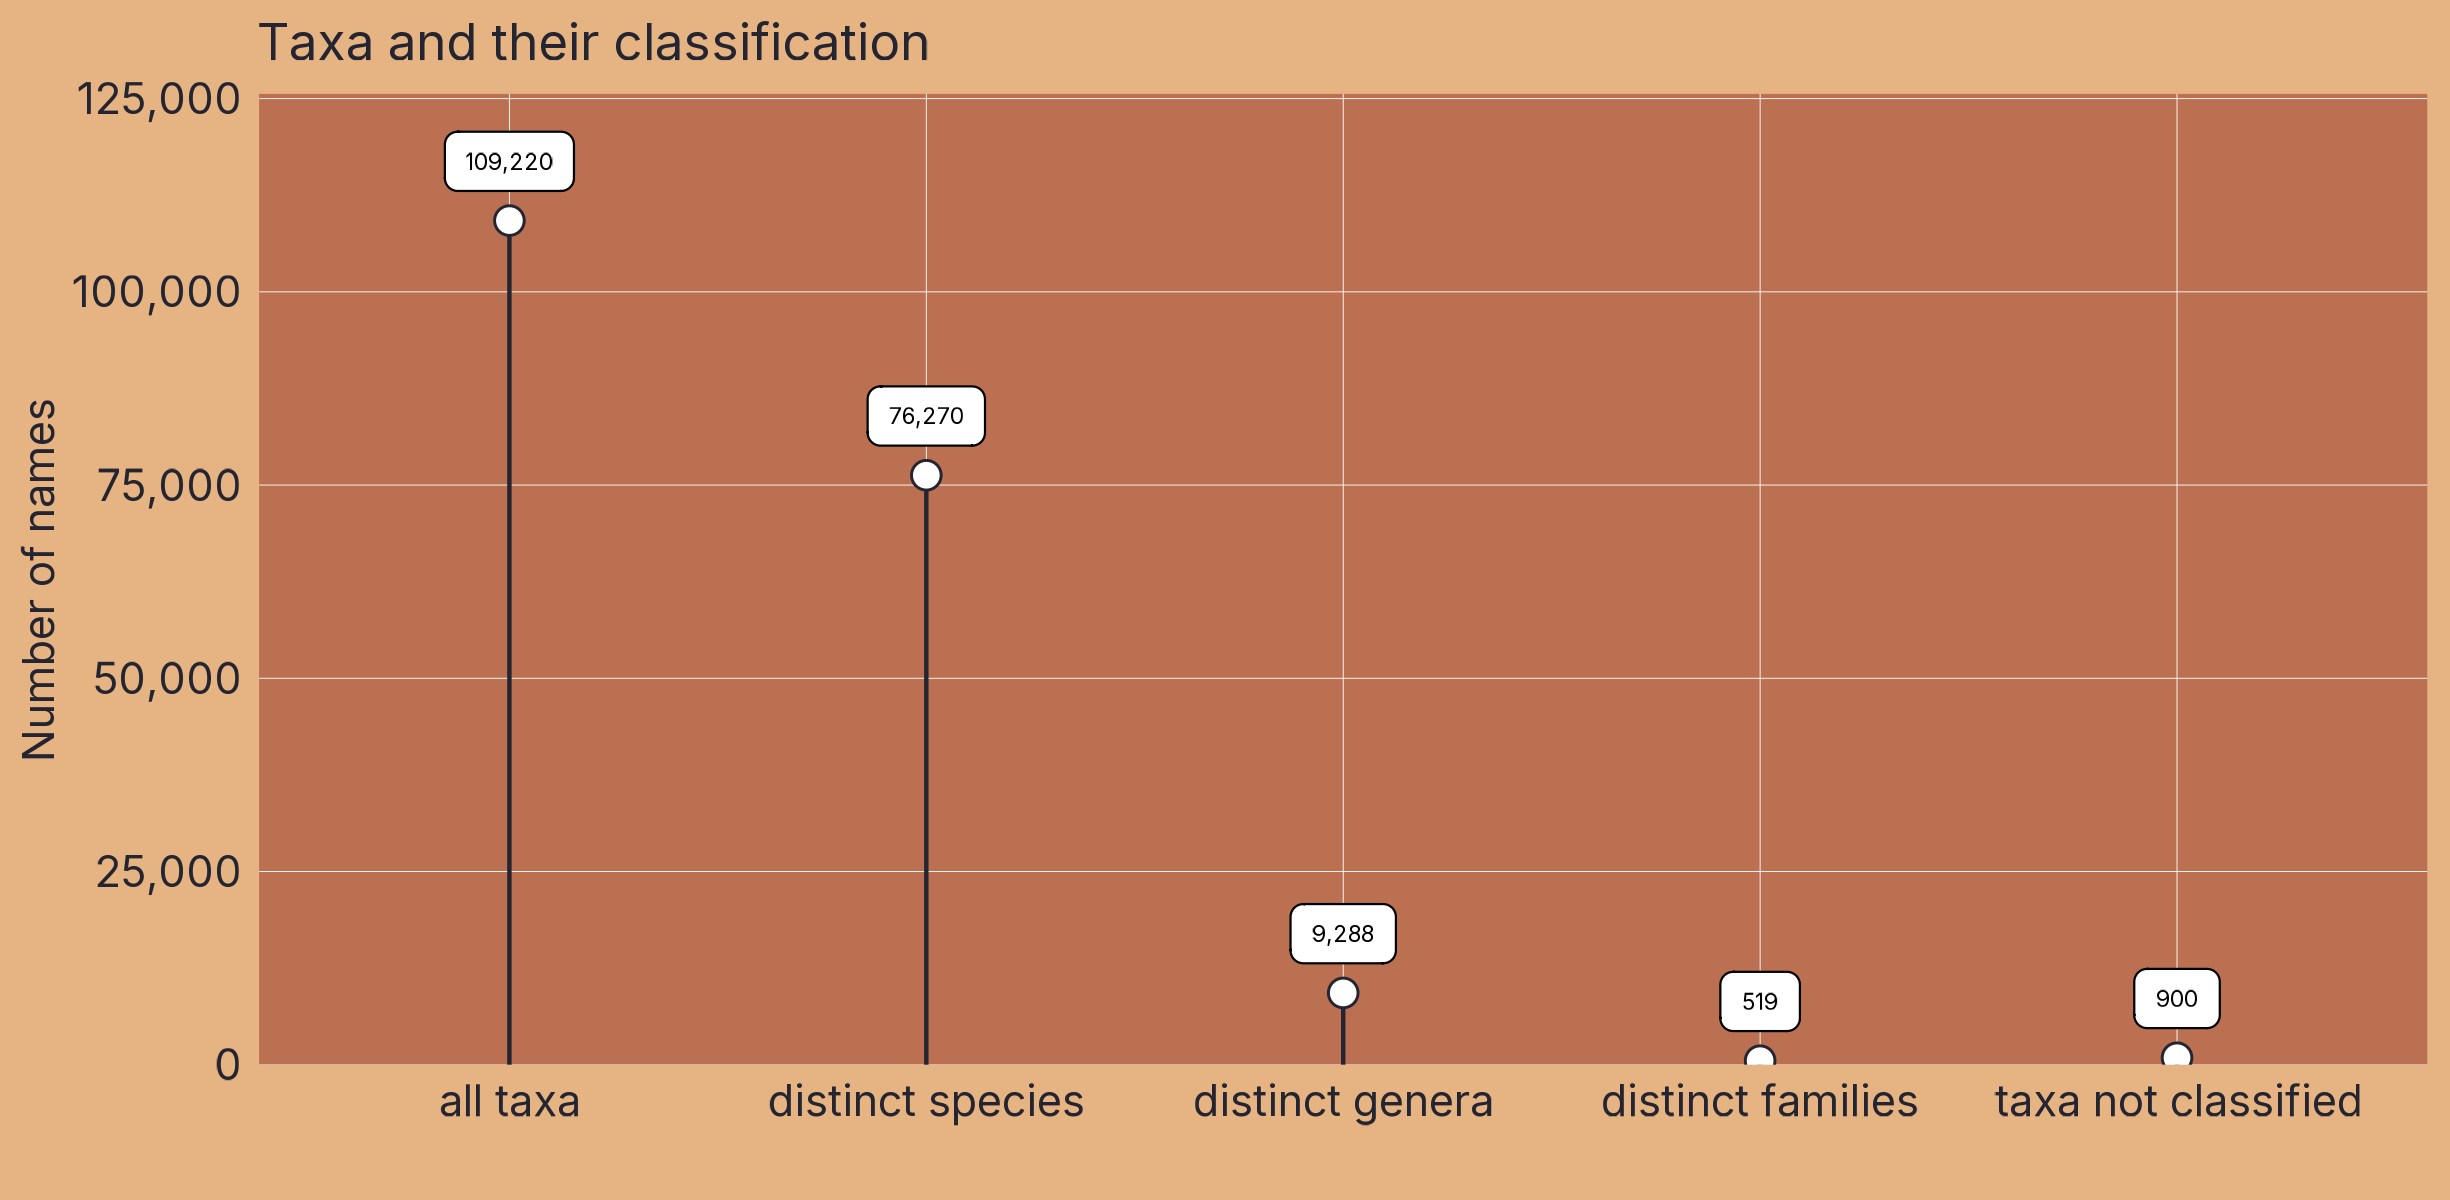 Taxa and their classification
Number of names
125,000
100,000
75,000
50,000
25,000
0
109,220
76,270
9,288
519
900
all taxa
distinct species
distinct genera
distinct families
taxa not classified